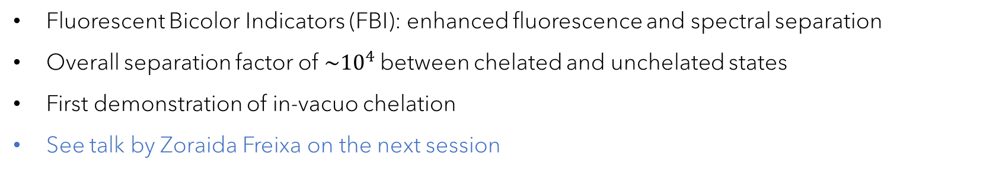 • Fluorescent Bicolor Indicators (FBI): enhanced fluorescence and spectral separation
• Overall separation factor of ~10⁴ between chelated and unchelated states
• First demonstration of in-vacuo chelation
• See talk by Zoraida Freixa on the next session